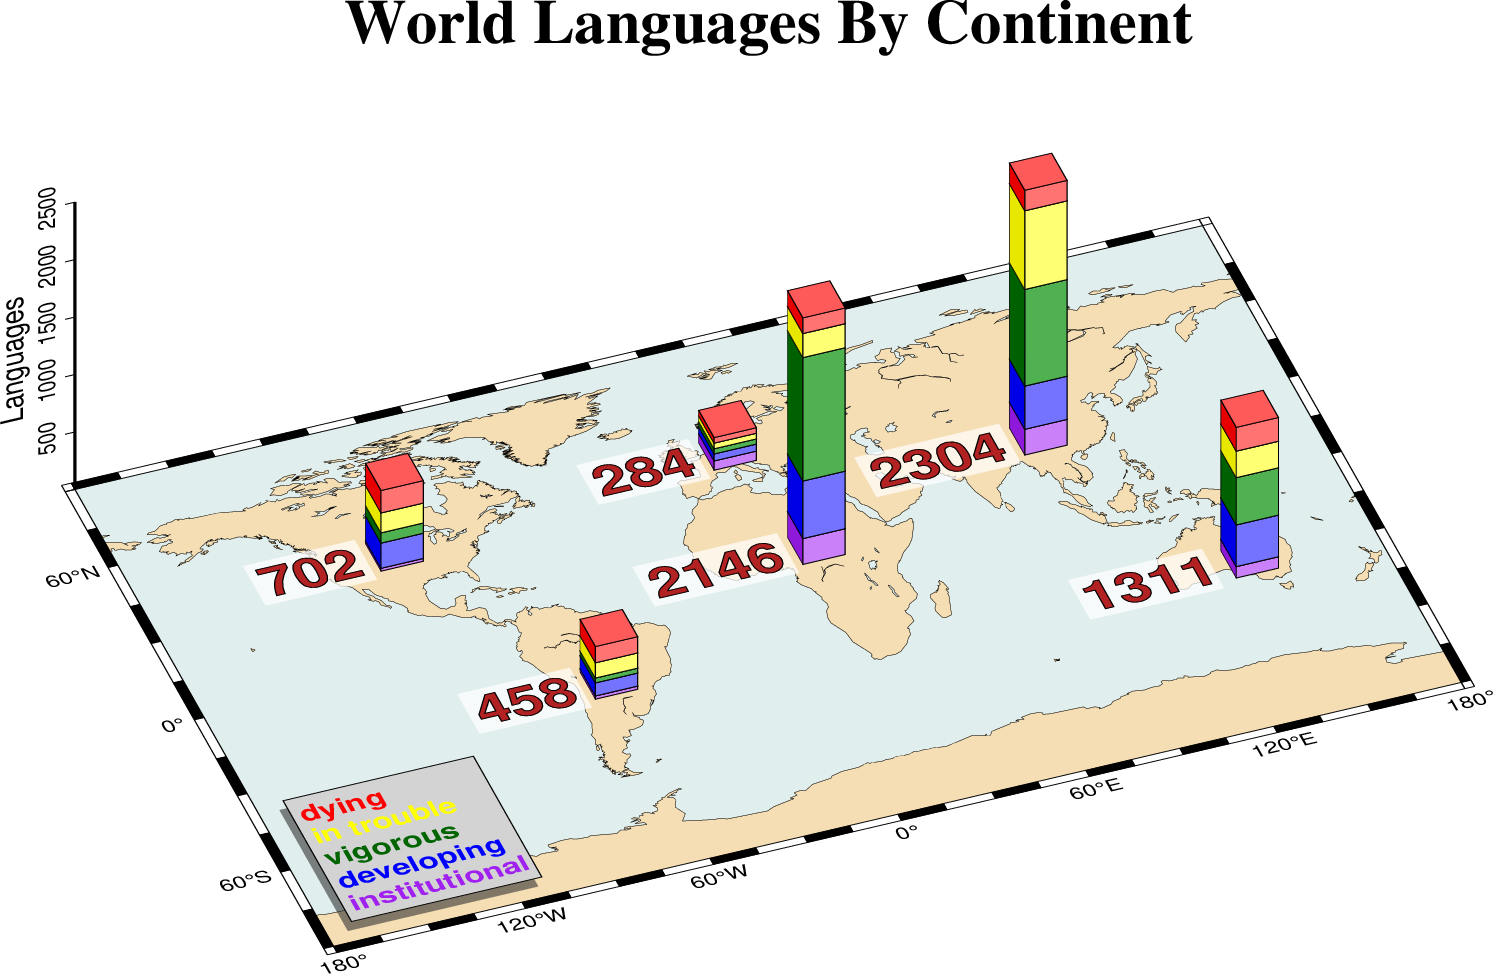 World Languages By Continent
2500
2000
1500
1000
500
Languages
702
284
2304
2146
1311
458
60°N
0°
60°S
180°
120°W
60°W
0°
60°E
120°E
180°
dying
in trouble
vigorous
developing
institutional